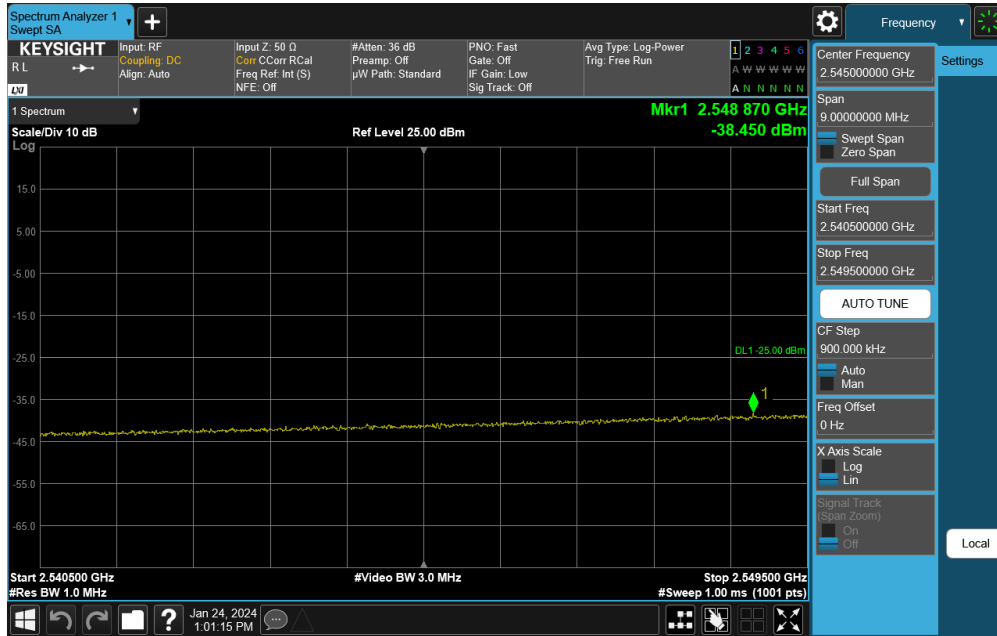 Spectrum Analyzer 1
Swept SA
+
Frequency
KEYSIGHT
R L
LXI
Input: RF
Coupling: DC
Align: Auto
Input Z: 50 Ω
Corr CCorr RCal
Freq Ref: Int (S)
NFE: Off
#Atten: 36 dB
Preamp: Off
µW Path: Standard
PNO: Fast
Gate: Off
IF Gain: Low
Sig Track: Off
Avg Type: Log-Power
Trig: Free Run
1 2 3 4 5 6
A W W W W W
A N N N N N
1 Spectrum
Scale/Div 10 dB
Log
Ref Level 25.00 dBm
Mkr1 2.548 870 GHz
-38.450 dBm
15.0
5.00
-5.00
-15.0
-25.0
-35.0
-45.0
-55.0
-65.0
DL1 -25.00 dBm
1
Start 2.540500 GHz
#Res BW 1.0 MHz
#Video BW 3.0 MHz
Stop 2.549500 GHz
#Sweep 1.00 ms (1001 pts)
Center Frequency
2.545000000 GHz
Span
9.00000000 MHz
Swept Span
Zero Span
Full Span
Start Freq
2.540500000 GHz
Stop Freq
2.549500000 GHz
AUTO TUNE
CF Step
900.000 kHz
Auto
Man
Freq Offset
0 Hz
X Axis Scale
Log
Lin
Signal Track
(Span Zoom)
On
Off
Settings
Local
?
Jan 24, 2024
1:01:15 PM